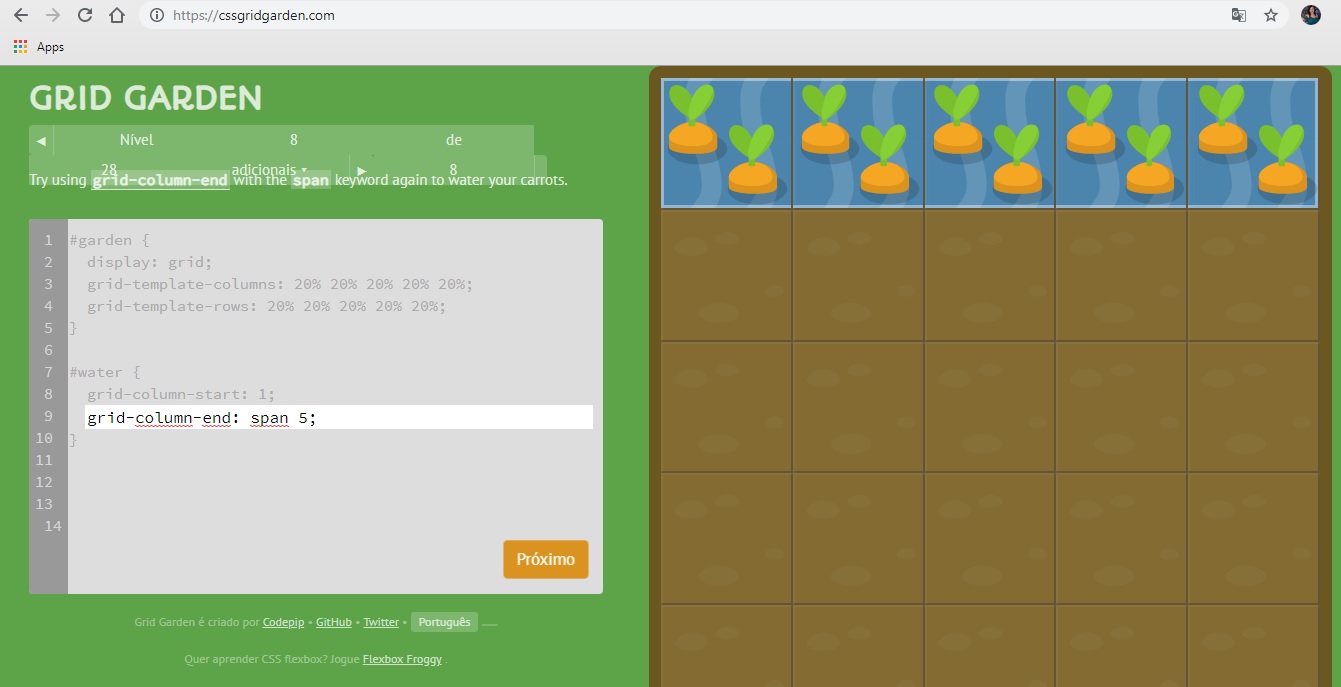 https://cssgridgarden.com
Apps
GRID GARDEN
◀ Nível 8 de
28 adicionais ▾ ▶ 8
Try using grid-column-end with the span keyword again to water your carrots.
1 #garden {
2 display: grid;
3 grid-template-columns: 20% 20% 20% 20% 20%;
4 grid-template-rows: 20% 20% 20% 20% 20%;
5 }
6
7 #water {
8 grid-column-start: 1;
9 grid-column-end: span 5;
10 }
11
12
13
14
Próximo
Grid Garden é criado por Codepip • GitHub • Twitter • Português
Quer aprender CSS flexbox? Jogue Flexbox Froggy .